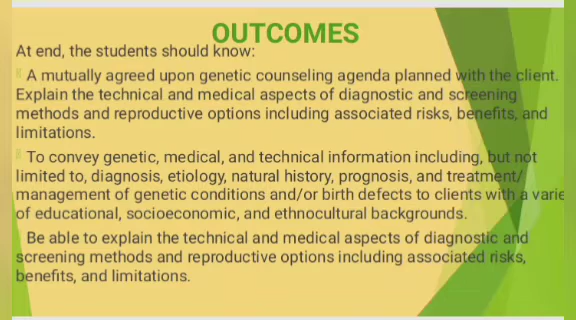 OUTCOMES
At end, the students should know:
A mutually agreed upon genetic counseling agenda planned with the client.
Explain the technical and medical aspects of diagnostic and screening
methods and reproductive options including associated risks, benefits, and
limitations.
To convey genetic, medical, and technical information including, but not
limited to, diagnosis, etiology, natural history, prognosis, and treatment/
management of genetic conditions and/or birth defects to clients with a varie
of educational, socioeconomic, and ethnocultural backgrounds.
Be able to explain the technical and medical aspects of diagnostic and
screening methods and reproductive options including associated risks,
benefits, and limitations.